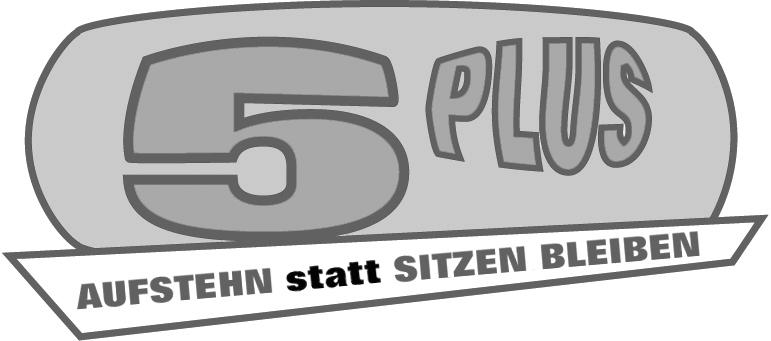 5 PLUS
AUFSTEHN statt SITZEN BLEIBEN